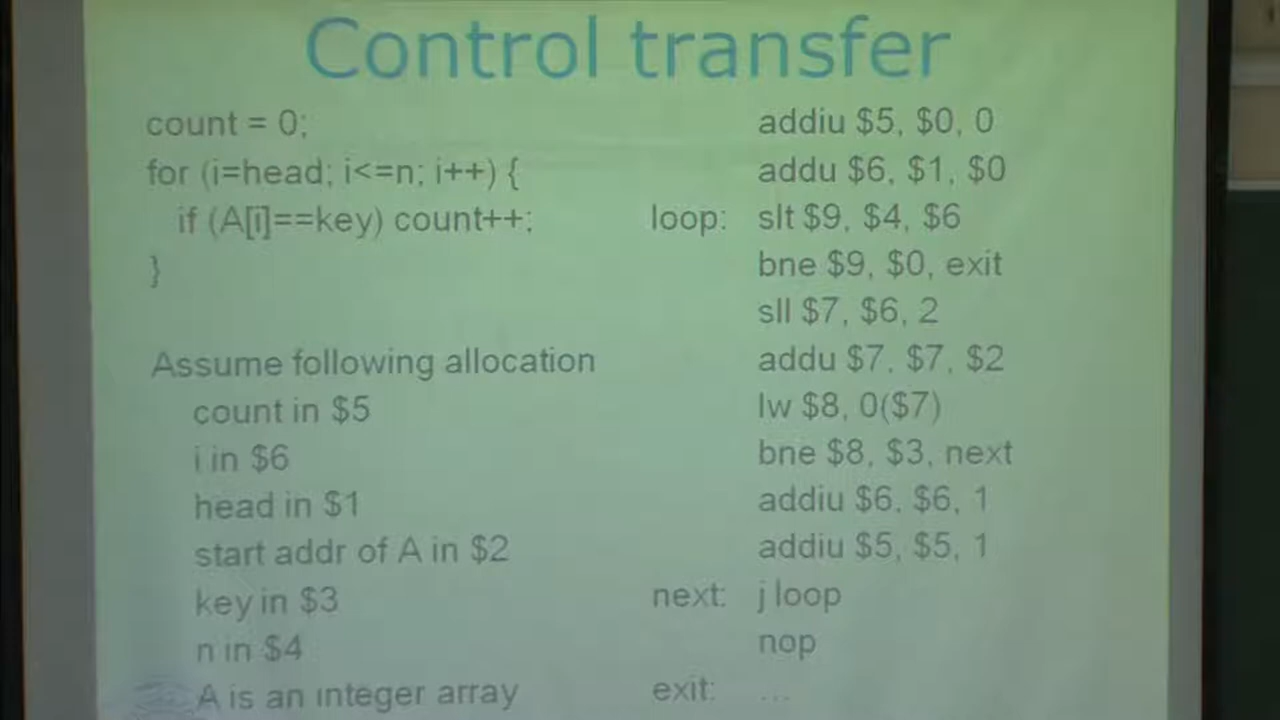 Control transfer
count = 0;
for (i=head; i<=n; i++) {
if (A[i]==key) count++;
}
Assume following allocation
count in $5
i in $6
head in $1
start addr of A in $2
key in $3
n in $4
A is an integer array
addiu $5, $0, 0
addu $6, $1, $0
loop: slt $9, $4, $6
bne $9, $0, exit
sll $7, $6, 2
addu $7, $7, $2
lw $8, 0($7)
bne $8, $3, next
addiu $6, $6, 1
addiu $5, $5, 1
next: j loop
nop
exit: ...